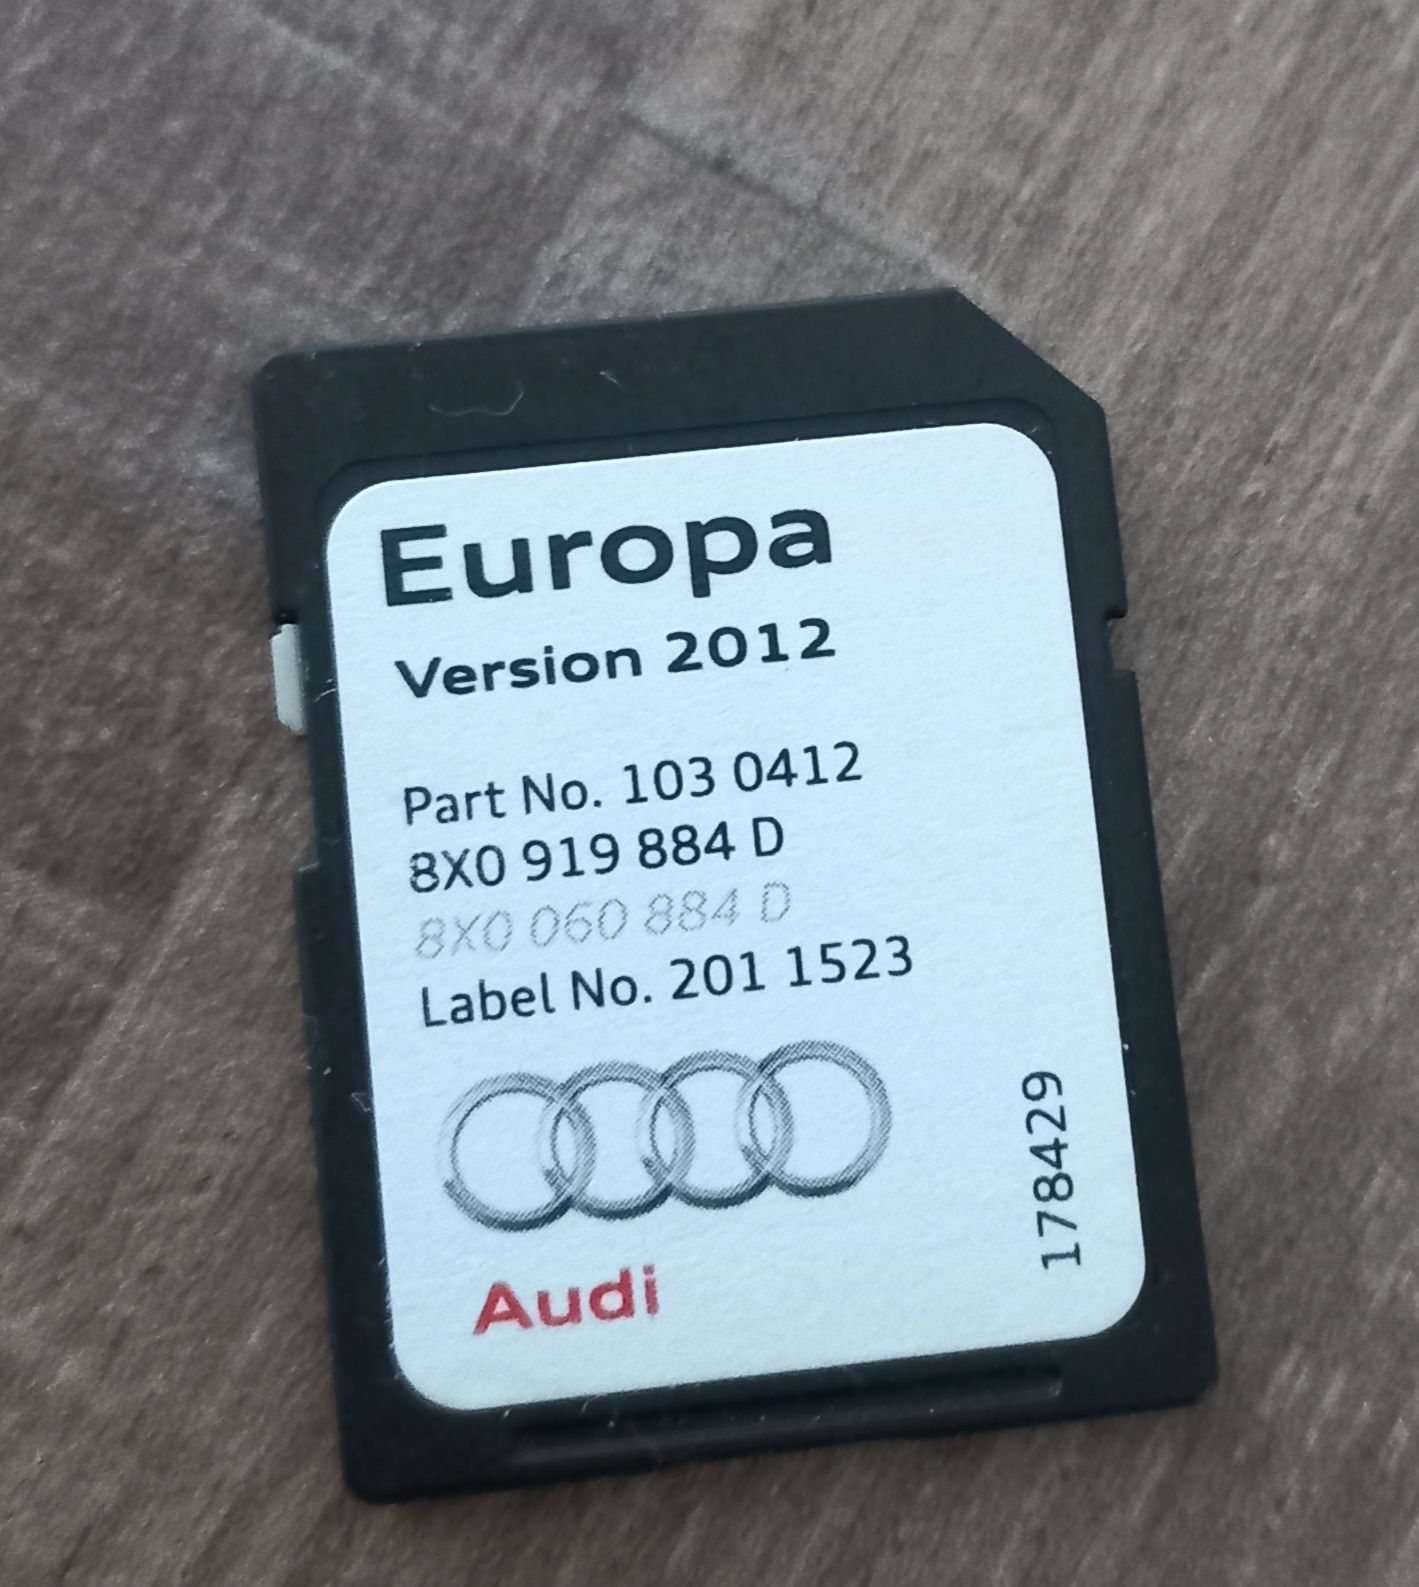 Europa
Version 2012
Part No. 103 0412
8X0 919 884 D
8X0 060 884 D
Label No. 201 1523
178429
Audi